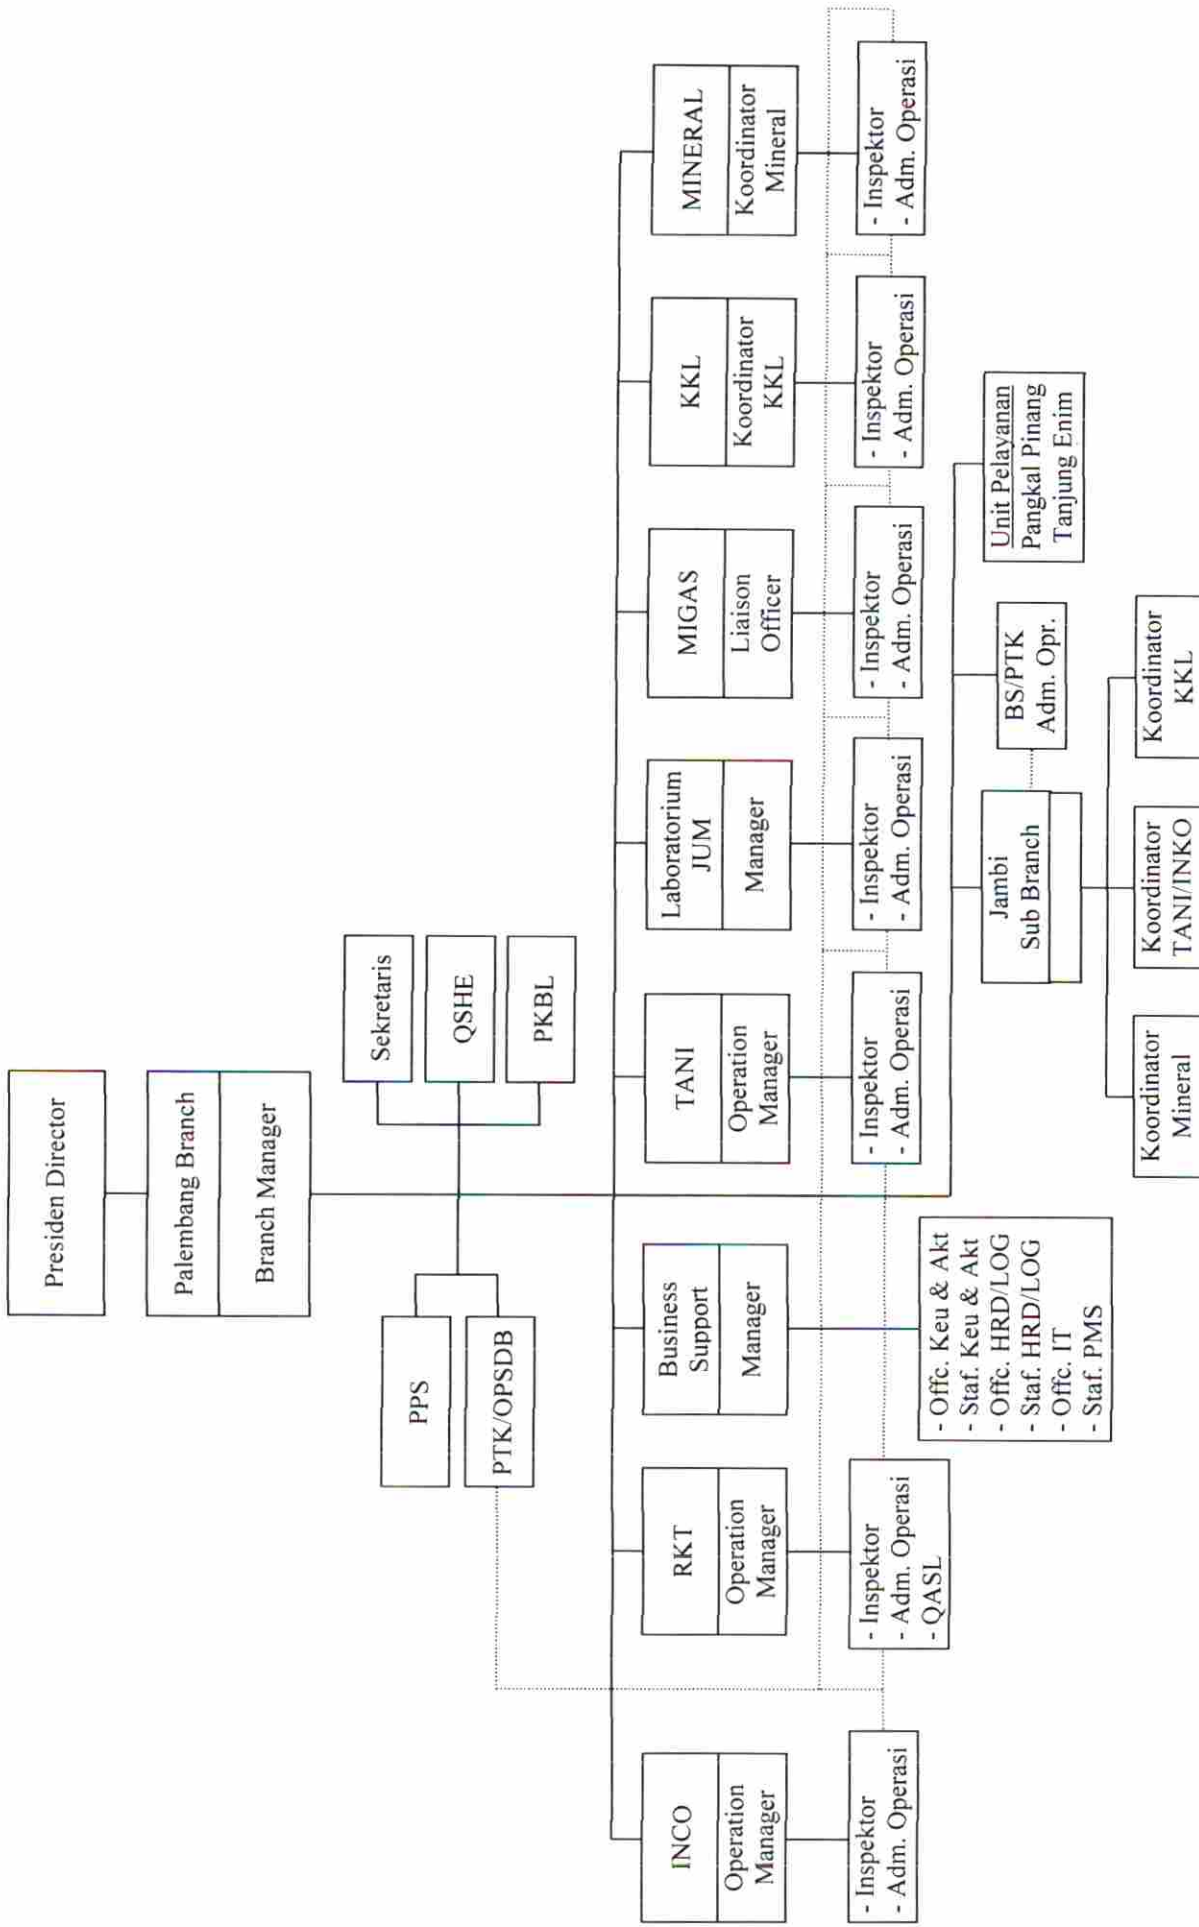 Presiden Director
Palembang Branch
Branch Manager
PPS
PTK/OPSDB
Sekretaris
QSHE
PKBL
INCO
Operation
Manager
- Inspektor
- Adm. Operasi
RKT
Operation
Manager
- Inspektor
- Adm. Operasi
- QASL
Business
Support
Manager
- Offc. Keu & Akt
- Staf. Keu & Akt
- Offc. HRD/LOG
- Staf. HRD/LOG
- Offc. IT
- Staf. PMS
TANI
Operation
Manager
- Inspektor
- Adm. Operasi
Laboratorium
JUM
Manager
- Inspektor
- Adm. Operasi
MIGAS
Liaison
Officer
- Inspektor
- Adm. Operasi
KKL
Koordinator
KKL
- Inspektor
- Adm. Operasi
MINERAL
Koordinator
Mineral
- Inspektor
- Adm. Operasi
Jambi
Sub Branch
BS/PTK
Adm. Opr.
Unit Pelayanan
Pangkal Pinang
Tanjung Enim
Koordinator
Mineral
Koordinator
TANI/INKO
Koordinator
KKL